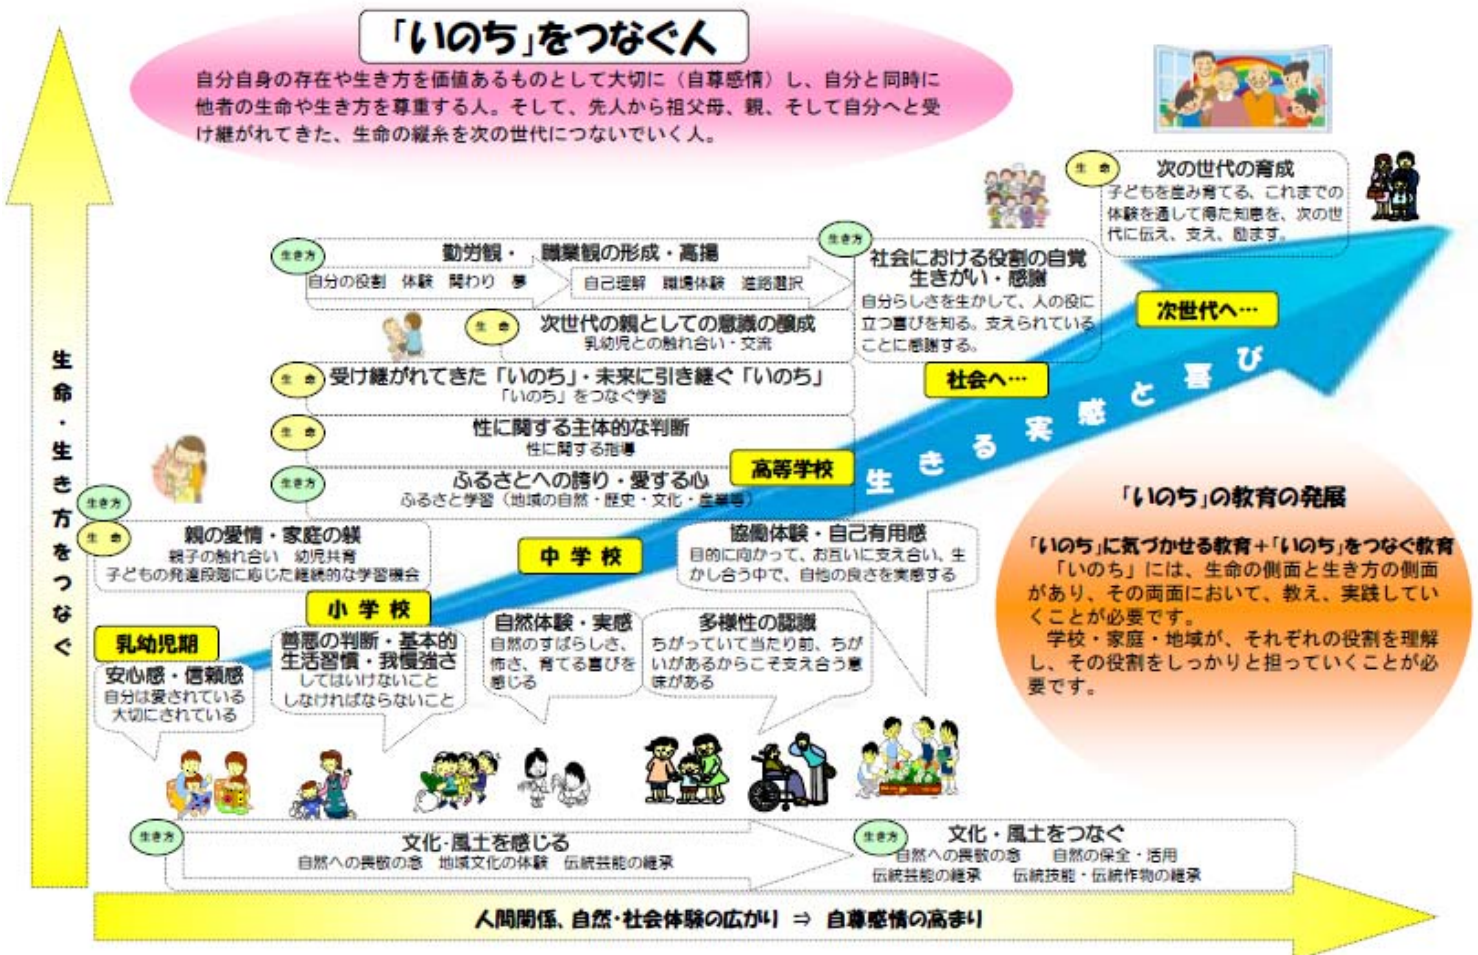 「いのち」をつなぐ人
自分自身の存在や生き方を価値あるものとして大切に（自尊感情）し、自分と同時に
他者の生命や生き方を尊重する人。そして、先人から祖父母、親、そして自分へと受
け継がれてきた、生命の縦糸を次の世代につないでいく人。
生命・生き方をつなぐ
生 命
次の世代の育成
子どもを産み育てる、これまでの
体験を通して得た知恵を、次の世
代に伝え、支え、励ます。
生き方
勤労観・ 職業観の形成・高揚
自分の役割 体験 関わり 夢
自己理解 職場体験 進路選択
生き方
社会における役割の自覚
生きがい・感謝
自分らしさを生かして、人の役に
立つ喜びを知る。支えられている
ことに感謝する。
次世代へ…
生 命
次世代の親としての意識の醸成
乳幼児との触れ合い・交流
生 命
受け継がれてきた「いのち」・未来に引き継ぐ「いのち」
「いのち」をつなぐ学習
社会へ…
生 命
性に関する主体的な判断
性に関する指導
高等学校
生きる実感と喜び
生き方
ふるさとへの誇り・愛する心
ふるさと学習（地域の自然・歴史・文化・産業等）
生き方
生 命
親の愛情・家庭の躾
親子の触れ合い 幼児共育
子どもの発達段階に応じた継続的な学習機会
中 学 校
協働体験・自己有用感
目的に向かって、お互いに支え合い、生
かし合う中で、自他の良さを実感する
「いのち」の教育の発展
「いのち」に気づかせる教育＋「いのち」をつなぐ教育
「いのち」には、生命の側面と生き方の側面
があり、その両面において、教え、実践してい
くことが必要です。
学校・家庭・地域が、それぞれの役割を理解
し、その役割をしっかりと担っていくことが必
要です。
小 学 校
乳幼児期
安心感・信頼感
自分は愛されている
大切にされている
善悪の判断・基本的
生活習慣・我慢強さ
してはいけないこと
しなければならないこと
自然体験・実感
自然のすばらしさ、
怖さ、育てる喜びを
感じる
多様性の認識
ちがっていて当たり前、ちが
いがあるからこそ支え合う意
味がある
生き方
文化・風土を感じる
自然への畏敬の念 地域文化の体験 伝統芸能の継承
生き方
文化・風土をつなぐ
自然への畏敬の念 自然の保全・活用
伝統芸能の継承 伝統技能・伝統作物の継承
人間関係、自然・社会体験の広がり ⇒ 自尊感情の高まり